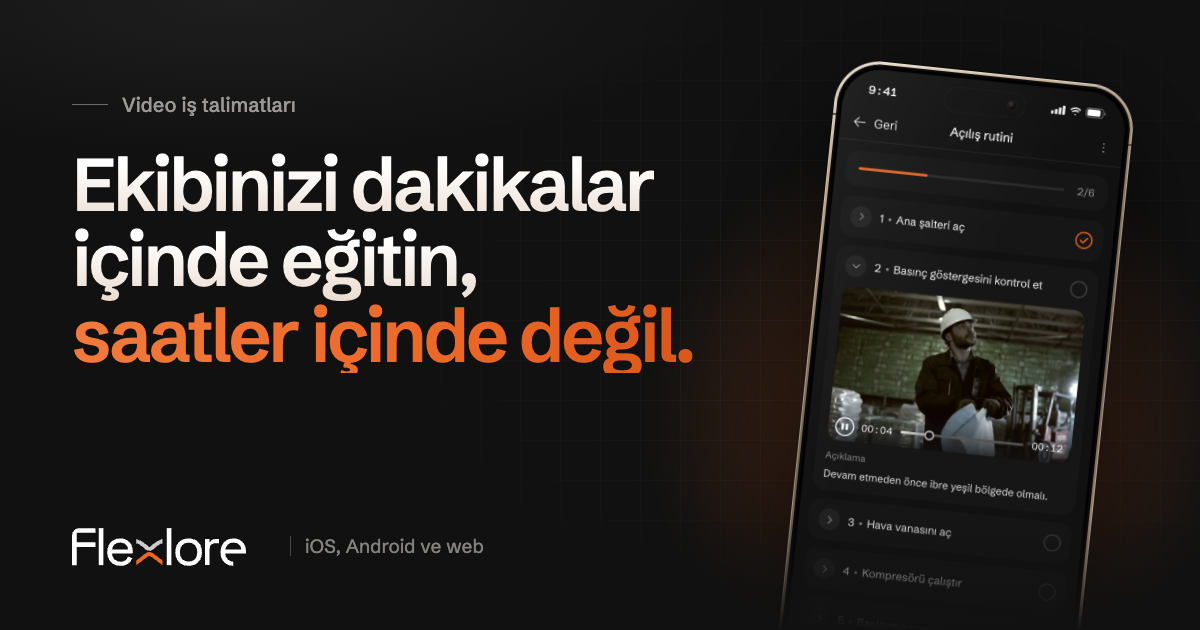 Video iş talimatları
Ekibinizi dakikalar
içinde eğitin,
saatler içinde değil.
Flexlore
iOS, Android ve web
9:41
Geri
Açılış rutini
2/6
1 • Ana şalteri aç
2 • Basınç göstergesini kontrol et
00:04
00:12
Açıklama
Devam etmeden önce ibre yeşil bölgede olmalı.
3 • Hava vanasını aç
4 • Kompresörü çalıştır
5 •